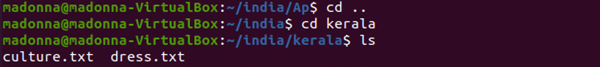 madonna@madonna-VirtualBox:~/india/Ap$ cd ..
madonna@madonna-VirtualBox:~/india$ cd kerala
madonna@madonna-VirtualBox:~/india/kerala$ ls
culture.txt  dress.txt